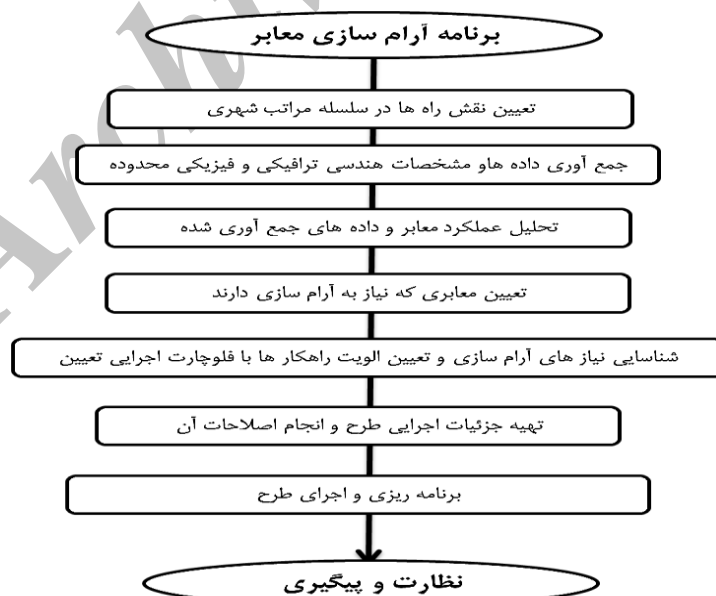 برنامه آرام سازی معابر
تعیین نقش راه ها در سلسله مراتب شهری
جمع آوری داده هاو مشخصات هندسی ترافیکی و فیزیکی محدوده
تحلیل عملکرد معابر و داده های جمع آوری شده
تعیین معابری که نیاز به آرام سازی دارند
شناسایی نیاز های آرام سازی و تعیین الویت راهکار ها با فلوچارت اجرایی تعیین
تهیه جزئیات اجرایی طرح و انجام اصلاحات آن
برنامه ریزی و اجرای طرح
نظارت و پیگیری